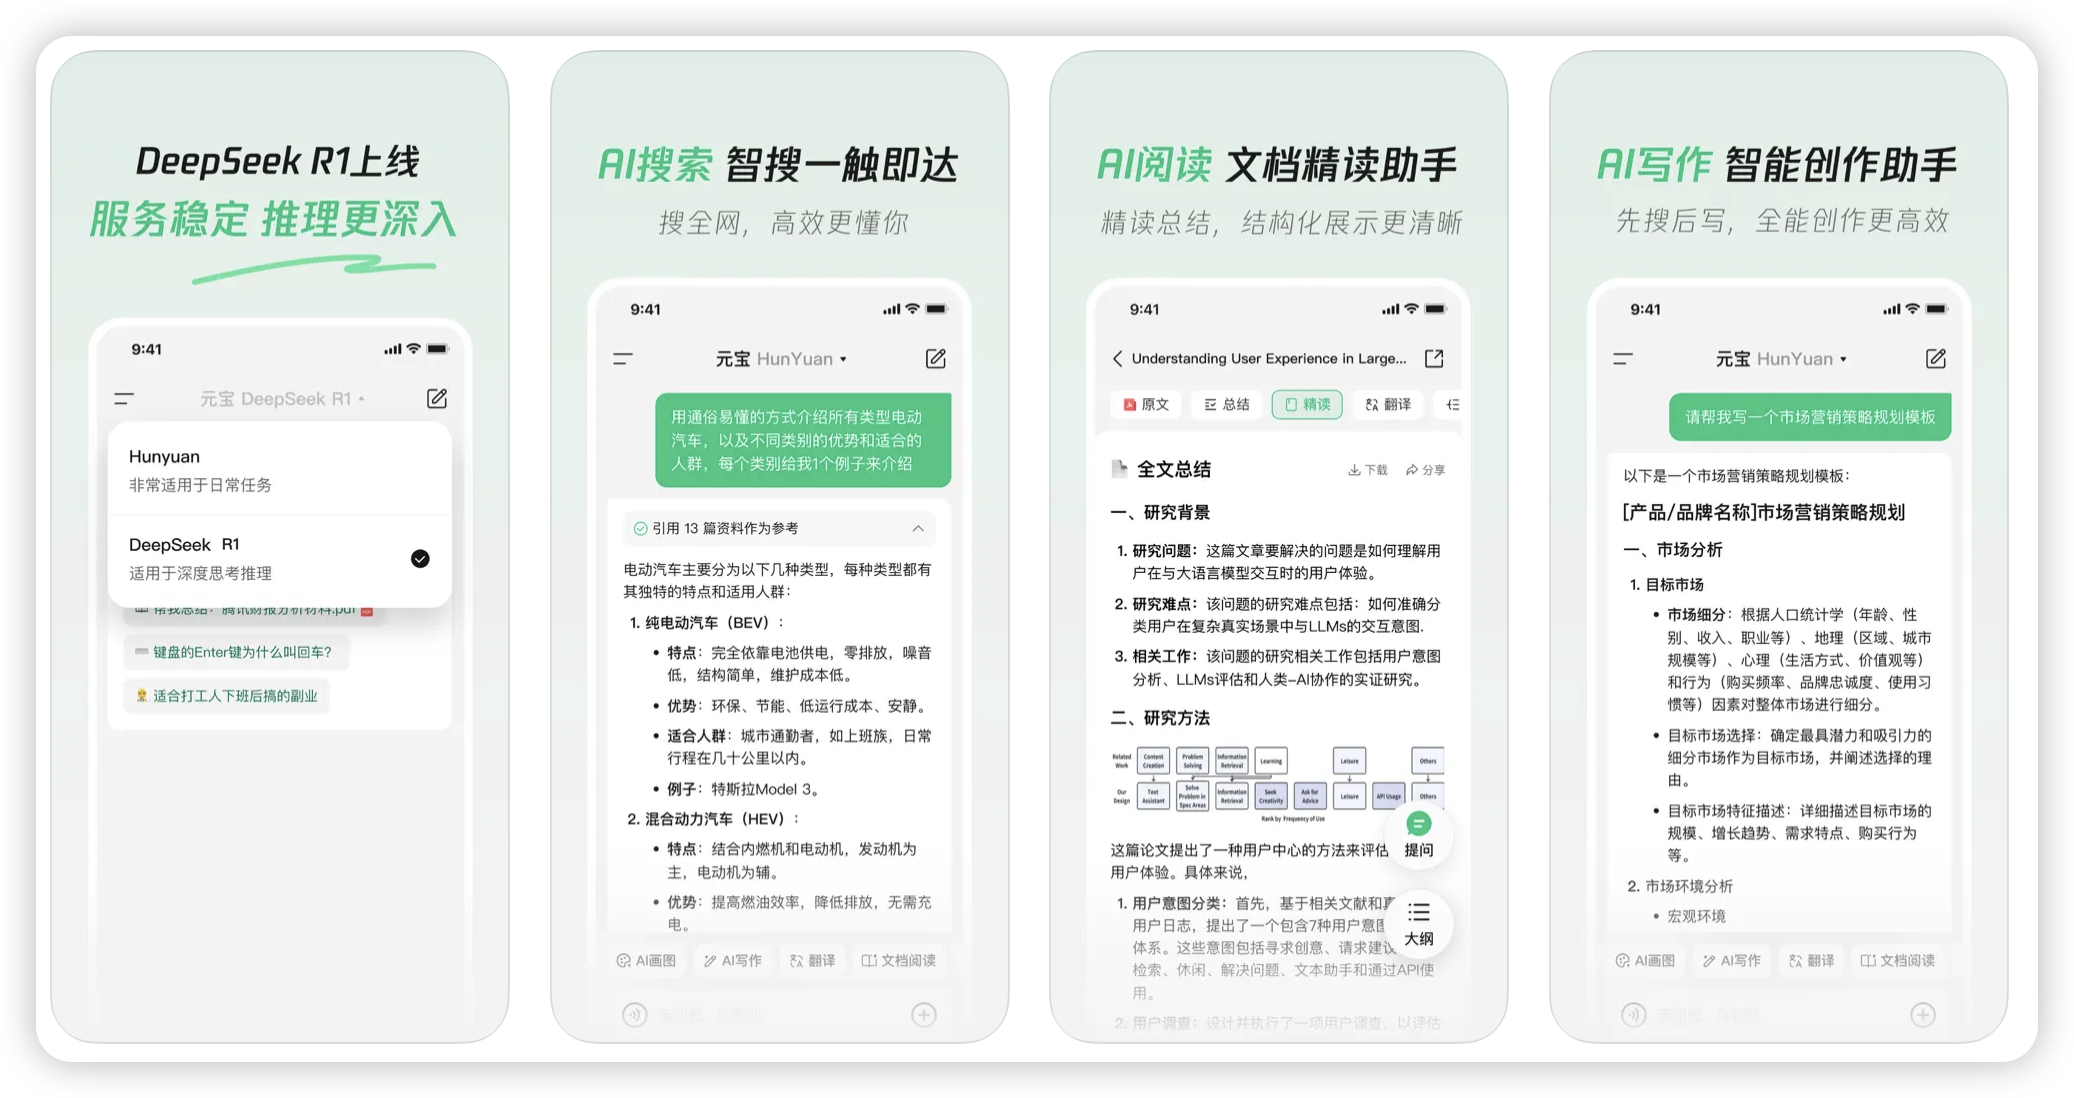 DeepSeek R1上线
服务稳定 推理更深入
9:41
元宝 DeepSeek R1
Hunyuan
非常适用于日常任务
DeepSeek R1
适用于深度思考推理
帮我总结：腾讯财报分析材料.pdf
键盘的Enter键为什么叫回车?
适合打工人下班后搞的副业
AI搜索 智搜一触即达
搜全网，高效更懂你
9:41
元宝 HunYuan
用通俗易懂的方式介绍所有类型电动
汽车，以及不同类别的优势和适合的
人群，每个类别给我1个例子来介绍
引用 13 篇资料作为参考
电动汽车主要分为以下几种类型，每种类型都有
其独特的特点和适用人群：
1. 纯电动汽车（BEV）：
• 特点：完全依靠电池供电，零排放，噪音
低，结构简单，维护成本低。
• 优势：环保、节能、低运行成本、安静。
• 适合人群：城市通勤者，如上班族，日常
行程在几十公里以内。
• 例子：特斯拉Model 3。
2. 混合动力汽车（HEV）：
• 特点：结合内燃机和电动机，发动机为
主，电动机为辅。
• 优势：提高燃油效率，降低排放，无需充
电。
AI画图 AI写作 翻译 文档阅读
AI阅读 文档精读助手
精读总结，结构化展示更清晰
9:41
Understanding User Experience in Large...
原文 总结 精读 翻译
全文总结 下载 分享
一、研究背景
1. 研究问题：这篇文章要解决的问题是如何理解用
户在与大语言模型交互时的用户体验。
2. 研究难点：该问题的研究难点包括：如何准确分
类用户在复杂真实场景中与LLMs的交互意图.
3. 相关工作：该问题的研究相关工作包括用户意图
分析、LLMs评估和人类-AI协作的实证研究。
二、研究方法
Related Work Content Creation Problem Solving Information Retrieval Learning Leisure Others
Our Design Text Assistant Solve Problem in Spec Areas Information Retrieval Seek Creativity Ask for Advice Leisure API Usage Others
Rank by Frequency of Use
这篇论文提出了一种用户中心的方法来评估
用户体验。具体来说，
1. 用户意图分类：首先，基于相关文献和真
用户日志，提出了一个包含7种用户意图
体系。这些意图包括寻求创意、请求建议
检索、休闲、解决问题、文本助手和通过API使
用。
2. 用户调查：设计并执行了一项用户调查，以评估
提问
大纲
AI写作 智能创作助手
先搜后写，全能创作更高效
9:41
元宝 HunYuan
请帮我写一个市场营销策略规划模板
以下是一个市场营销策略规划模板：
[产品/品牌名称]市场营销策略规划
一、市场分析
1. 目标市场
• 市场细分：根据人口统计学（年龄、性
别、收入、职业等）、地理（区域、城市
规模等）、心理（生活方式、价值观等）
和行为（购买频率、品牌忠诚度、使用习
惯等）因素对整体市场进行细分。
• 目标市场选择：确定最具潜力和吸引力的
细分市场作为目标市场，并阐述选择的理
由。
• 目标市场特征描述：详细描述目标市场的
规模、增长趋势、需求特点、购买行为
等。
2. 市场环境分析
• 宏观环境
AI画图 AI写作 翻译 文档阅读